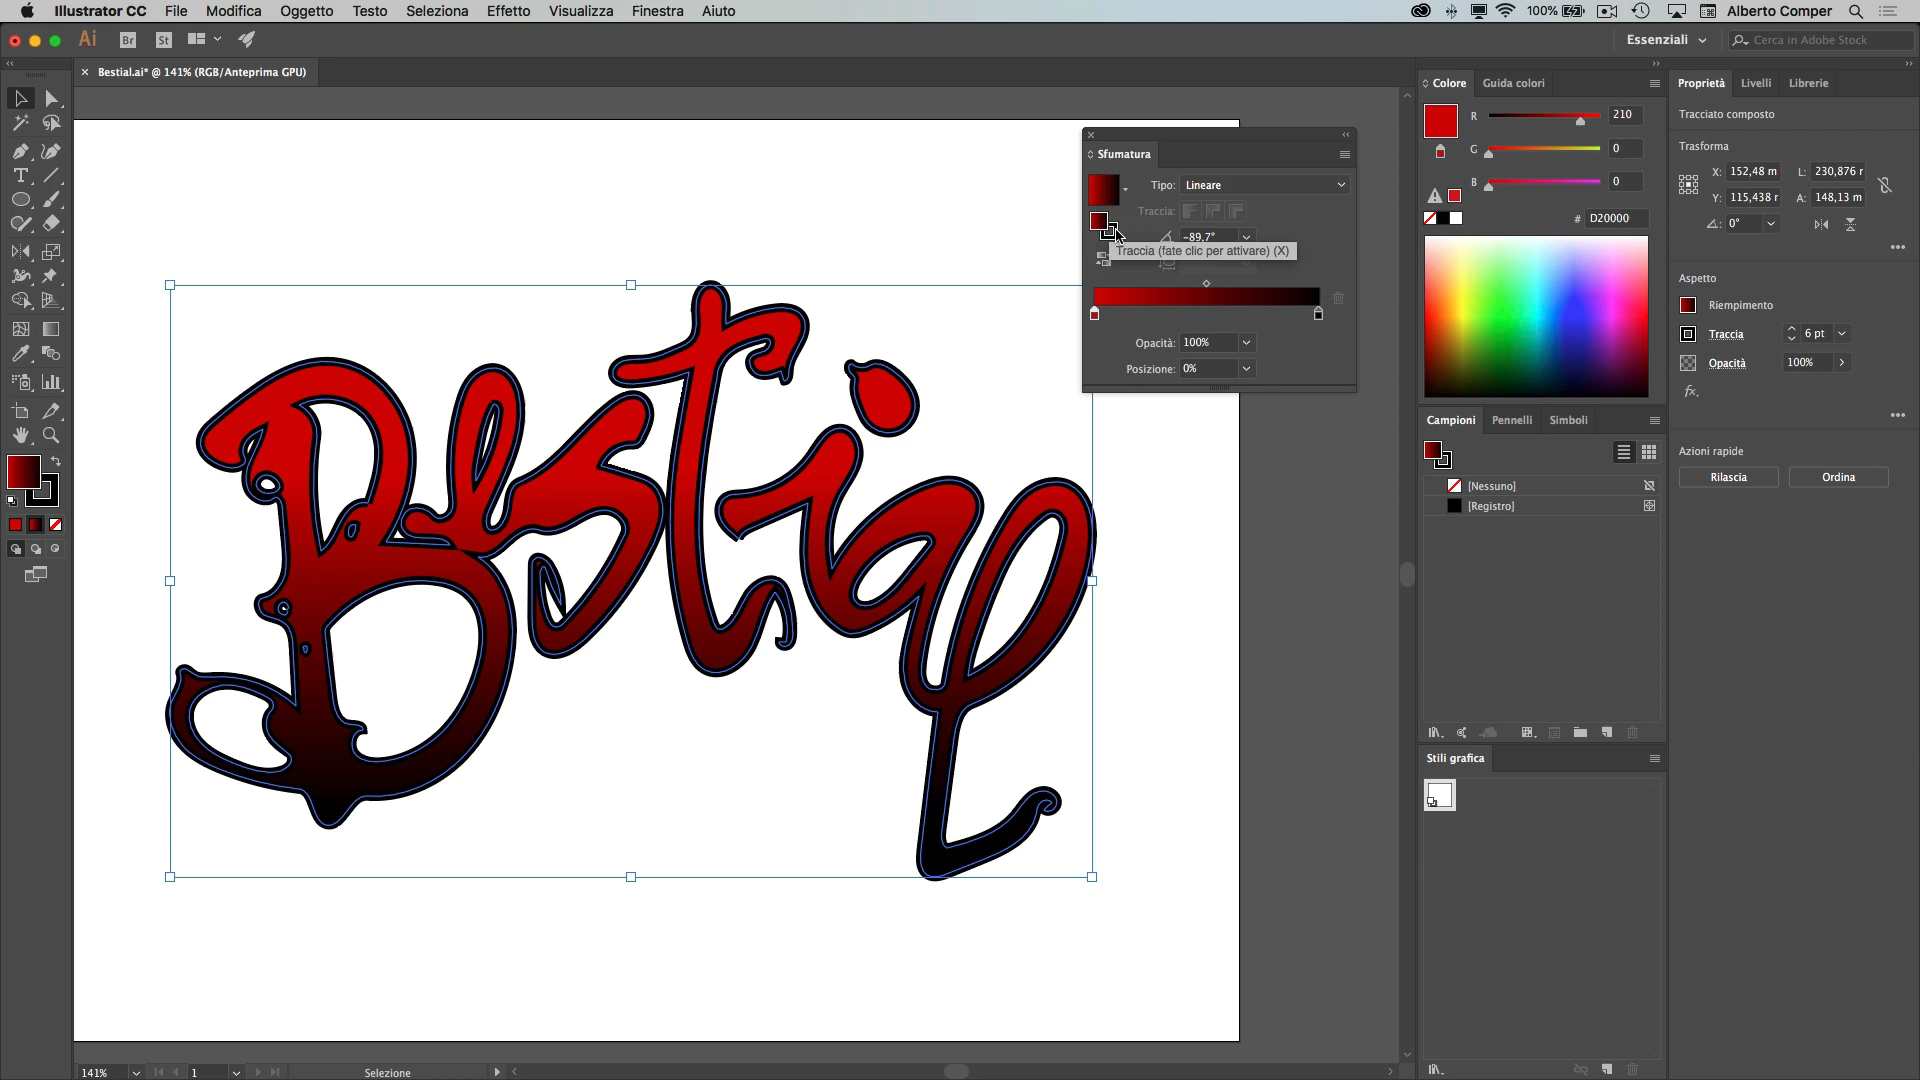 Illustrator CC File Modifica Oggetto Testo Seleziona Effetto Visualizza Finestra Aiuto 100% Alberto Comper
Ai Br St Essenziali Cerca in Adobe Stock
Bestial.ai* @ 141% (RGB/Anteprima GPU)
Colore Guida colori
R 210
G 0
B 0
# D20000
Sfumatura
Tipo: Lineare
Traccia:
-89,7°
Traccia (fate clic per attivare) (X)
Opacità: 100%
Posizione: 0%
Bestial
Campioni Pennelli Simboli
[Nessuno]
[Registro]
Stili grafica
Proprietà Livelli Librerie
Tracciato composto
Trasforma
X: 152,48 m L: 230,876 r
Y: 115,438 r A: 148,13 m
0°
Aspetto
Riempimento
Traccia 6 pt
Opacità 100%
fx.
Azioni rapide
Rilascia Ordina
141% 1 Selezione